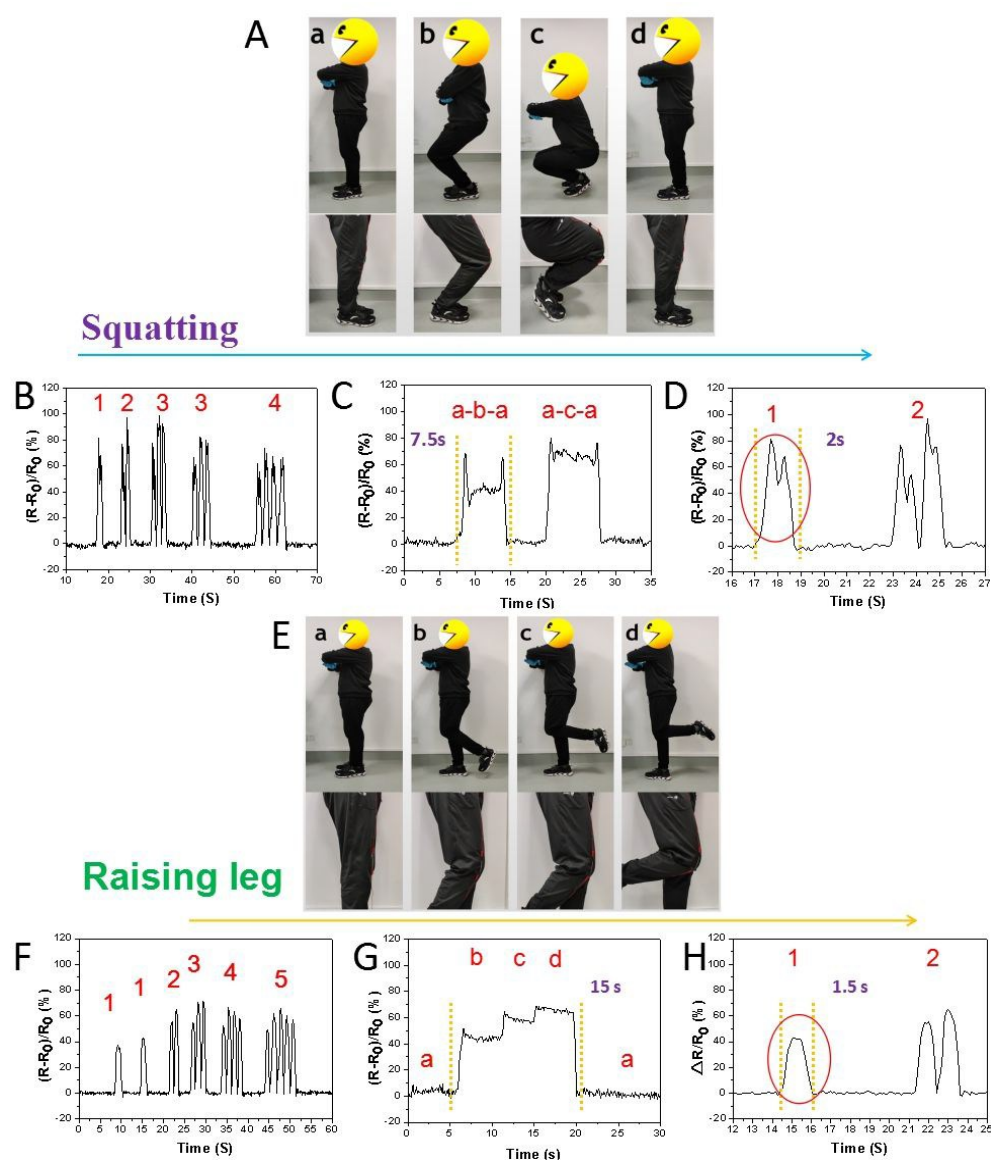 A
a b c d
Squatting
B
1 2 3 3 4
(R-R0)/R0 (%)
120
100
80
60
40
20
0
-20
10 20 30 40 50 60 70
Time (S)
C
a-b-a a-c-a
7.5s
(R-R0)/R0 (%)
120
100
80
60
40
20
0
-20
0 5 10 15 20 25 30 35
Time (S)
D
1 2
2s
(R-R0)/R0 (%)
120
100
80
60
40
20
0
-20
16 17 18 19 20 21 22 23 24 25 26 27
Time (S)
E
a b c d
Raising leg
F
1 1 2 3 4 5
(R-R0)/R0 (%)
120
100
80
60
40
20
0
-20
0 5 10 15 20 25 30 35 40 45 50 55 60
Time (S)
G
b c d
15 s
a a
(R-R0)/R0 (%)
120
100
80
60
40
20
0
-20
0 5 10 15 20 25 30
Time (s)
H
1 2
1.5 s
△R/R0 (%)
120
100
80
60
40
20
0
-20
12 13 14 15 16 17 18 19 20 21 22 23 24 25
Time (S)